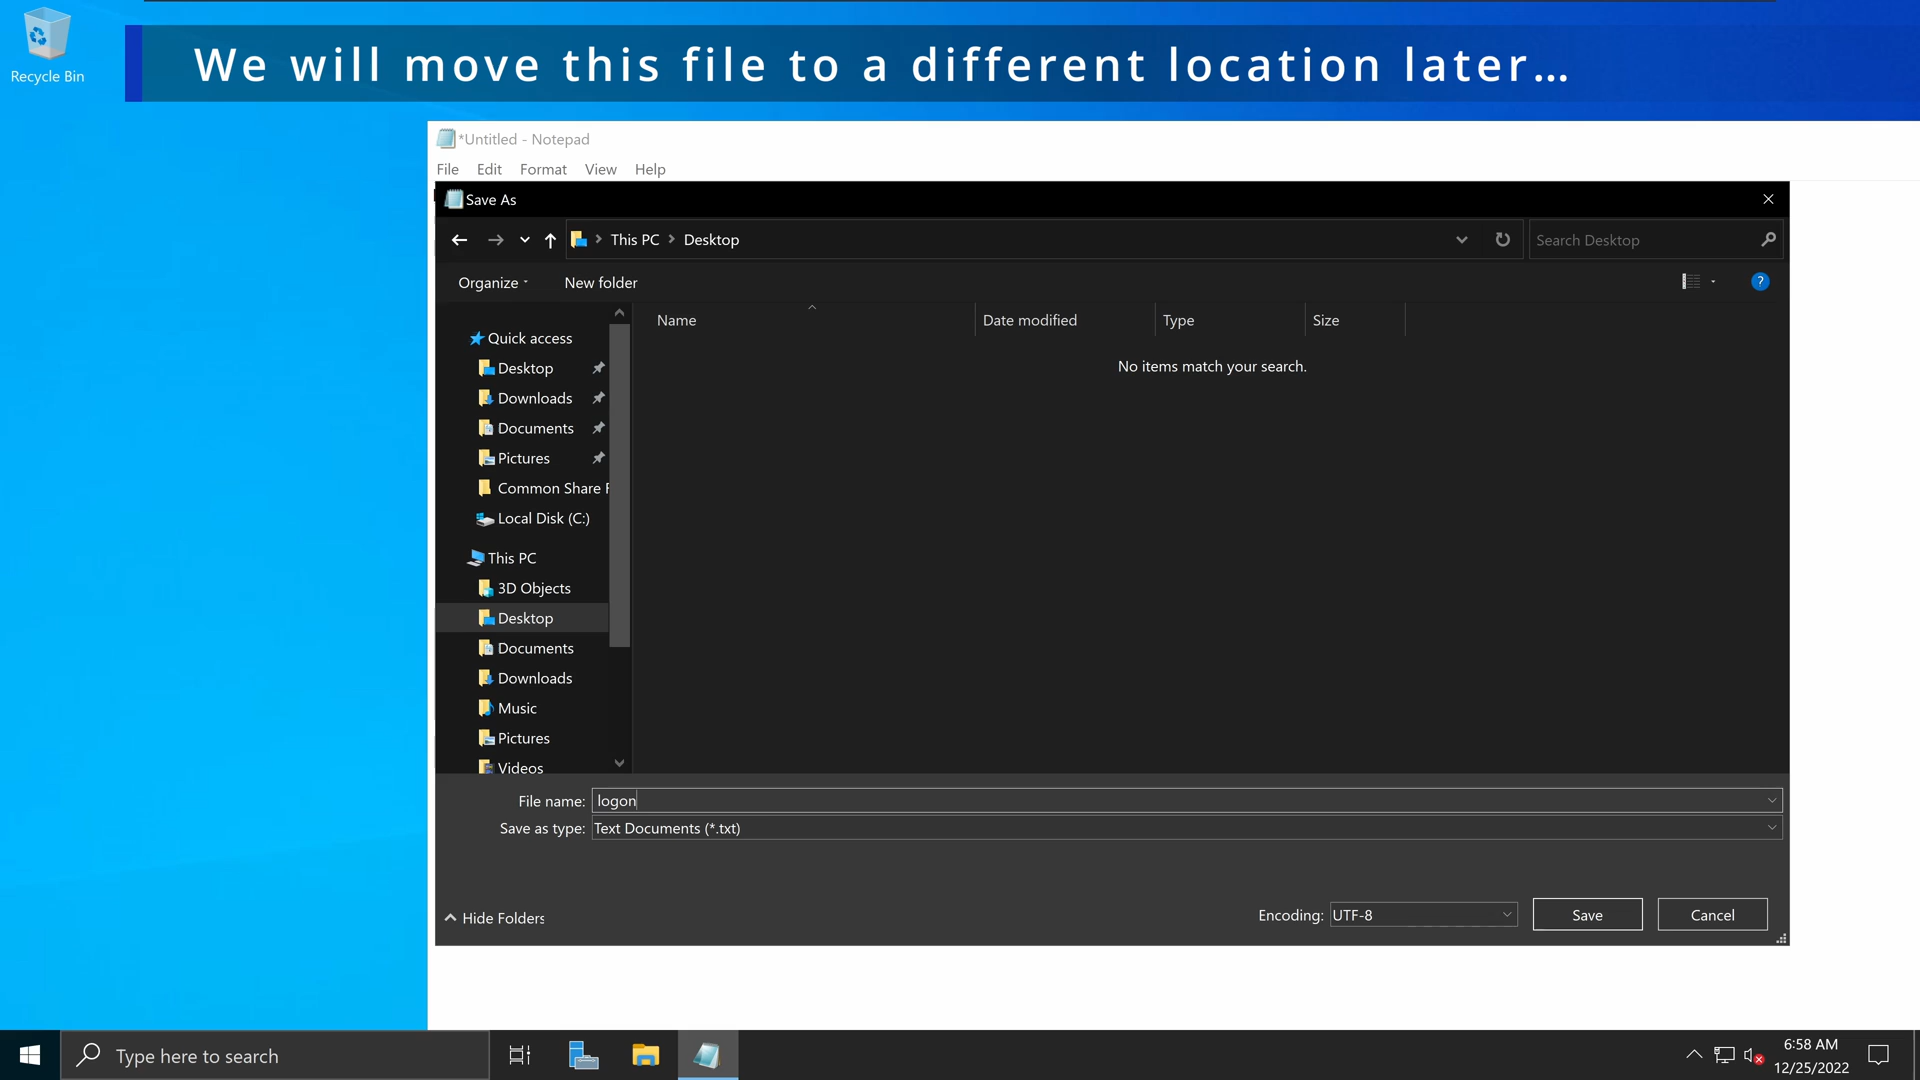 Recycle Bin
We will move this file to a different location later...
*Untitled - Notepad
File Edit Format View Help
Save As
This PC Desktop
Search Desktop
Organize New folder
Name Date modified Type Size
No items match your search.
Quick access
Desktop
Downloads
Documents
Pictures
Common Share F
Local Disk (C:)
This PC
3D Objects
Desktop
Documents
Downloads
Music
Pictures
Videos
File name: logon
Save as type: Text Documents (*.txt)
Hide Folders
Encoding: UTF-8 Save Cancel
Type here to search
6:58 AM
12/25/2022